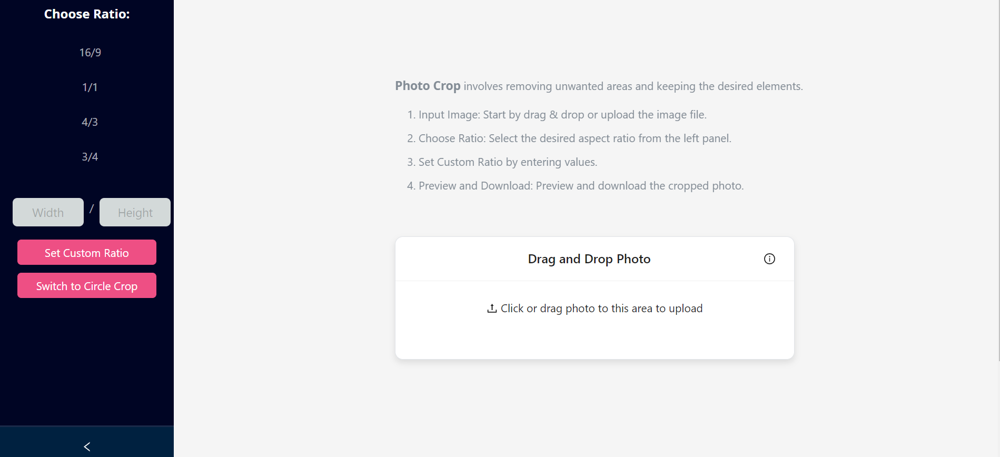 Choose Ratio:
16/9
1/1
4/3
3/4
Width / Height
Set Custom Ratio
Switch to Circle Crop
Photo Crop involves removing unwanted areas and keeping the desired elements.
1. Input Image: Start by drag & drop or upload the image file.
2. Choose Ratio: Select the desired aspect ratio from the left panel.
3. Set Custom Ratio by entering values.
4. Preview and Download: Preview and download the cropped photo.
Drag and Drop Photo
Click or drag photo to this area to upload